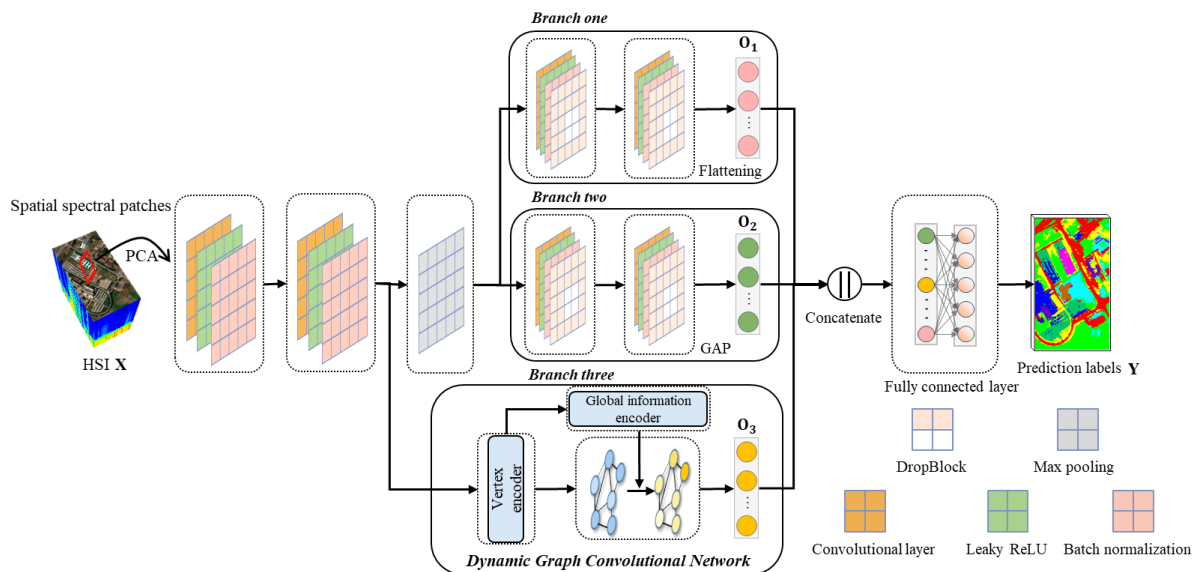 Branch one
O1
Flattening
Spatial spectral patches
PCA
HSI X
Branch two
O2
GAP
Concatenate
Fully connected layer
Prediction labels Y
Branch three
Global information
encoder
Vertex
encoder
O3
Dynamic Graph Convolutional Network
DropBlock
Max pooling
Convolutional layer
Leaky ReLU
Batch normalization